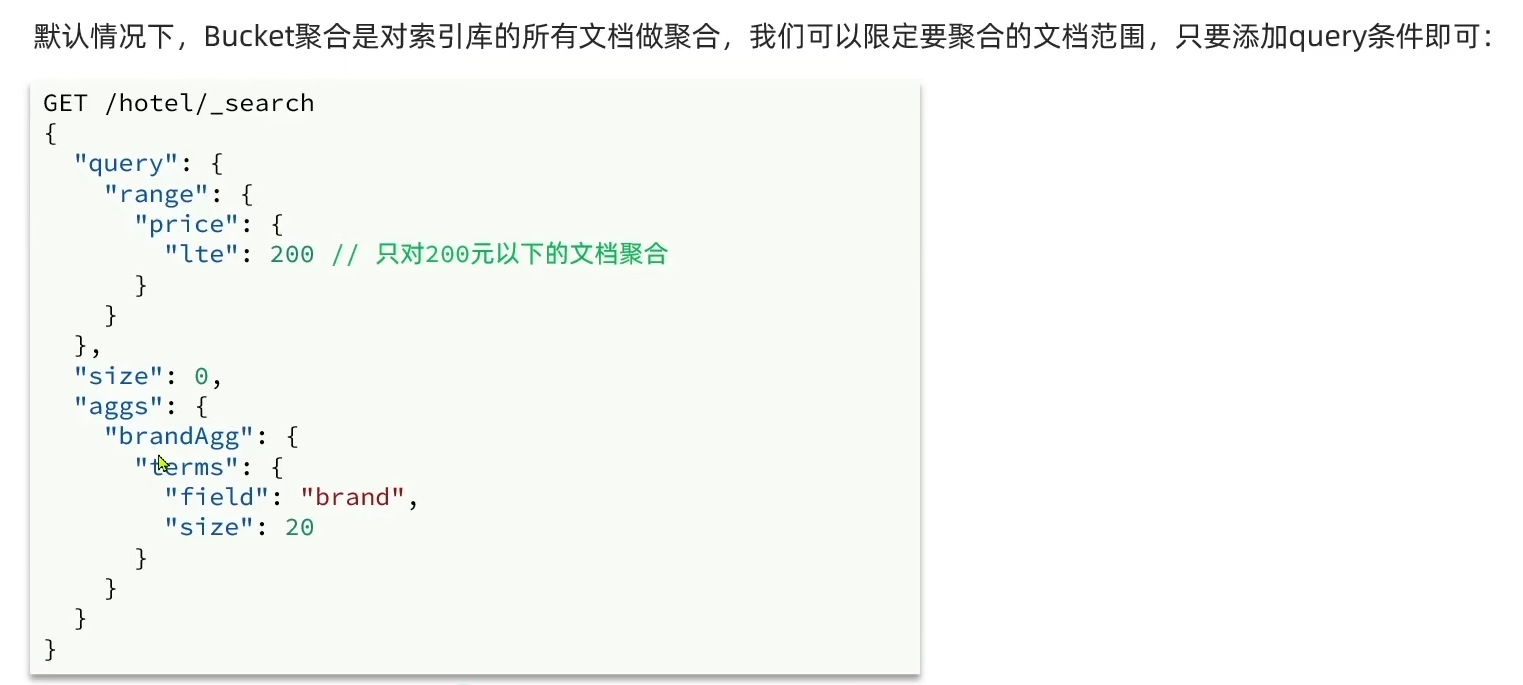 默认情况下，Bucket聚合是对索引库的所有文档做聚合，我们可以限定要聚合的文档范围，只要添加query条件即可：
GET /hotel/_search
{
  "query": {
    "range": {
      "price": {
        "lte": 200 // 只对200元以下的文档聚合
      }
    }
  },
  "size": 0,
  "aggs": {
    "brandAgg": {
      "terms": {
        "field": "brand",
        "size": 20
      }
    }
  }
}